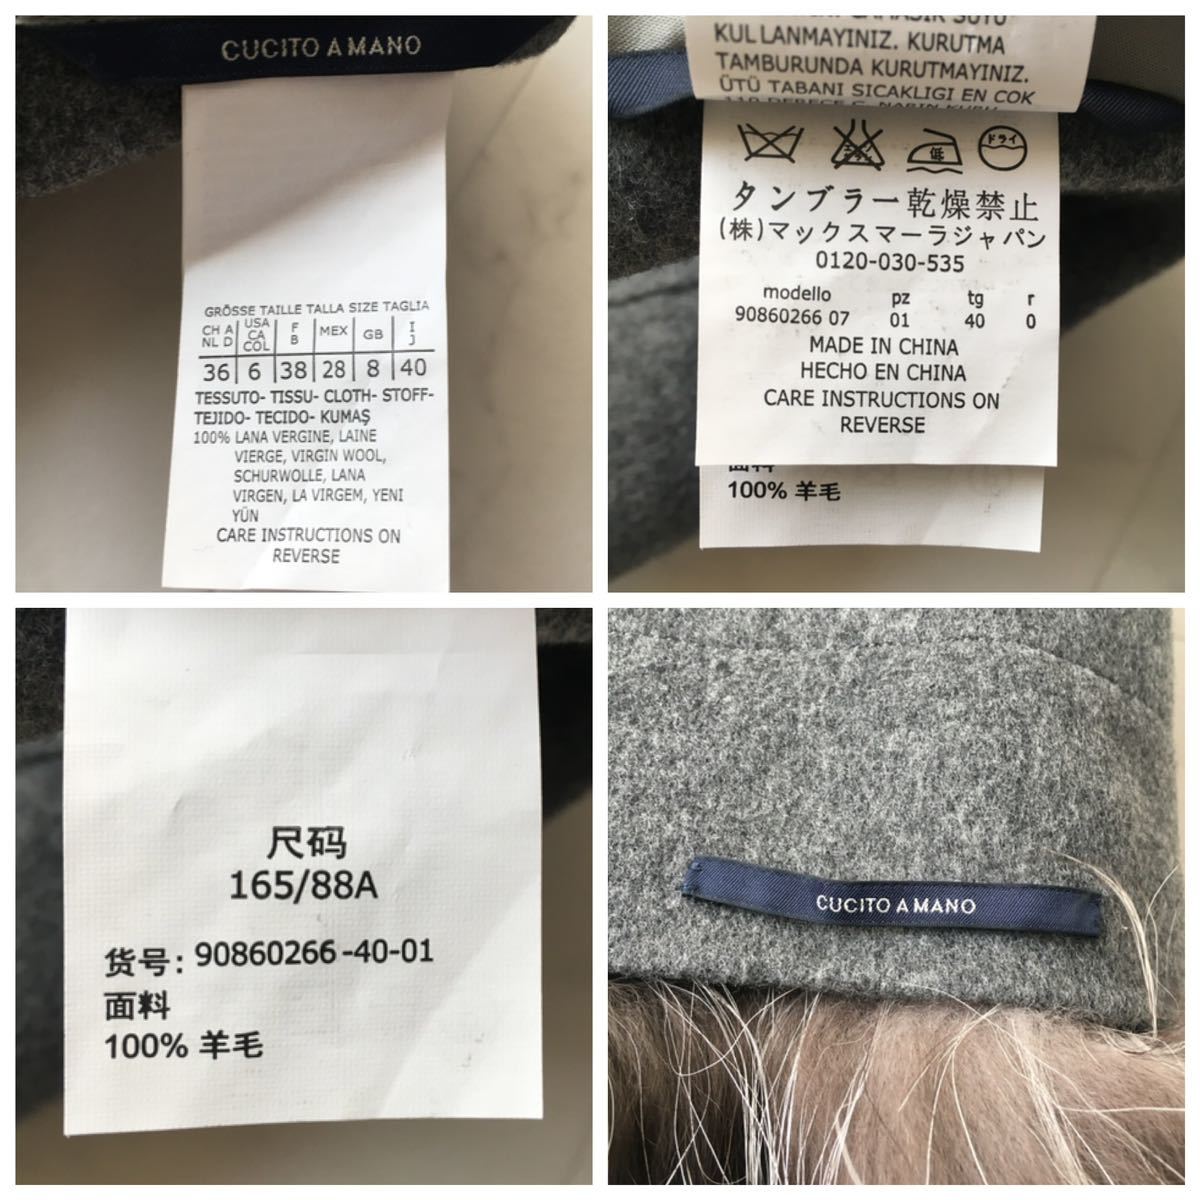 CUCITO A MANO
GRÖSSE TAILLE TALLA SIZE TAGLIA
CH A NL D USA CA COL F B MEX GB I J
36 6 38 28 8 40
TESSUTO- TISSU- CLOTH- STOFF-
TEJIDO- TECIDO- KUMAŞ
100% LANA VERGINE, LAINE
VIERGE, VIRGIN WOOL,
SCHURWOLLE, LANA
VIRGEN, LA VIRGEM, YENI
YÜN
CARE INSTRUCTIONS ON
REVERSE
KULLANMAYINIZ. KURUTMA
TAMBURUNDA KURUTMAYINIZ.
ÜTÜ TABANI SICAKLIGI EN COK
低 ドライ
タンブラー乾燥禁止
(株)マックスマーラジャパン
0120-030-535
modello pz tg r
90860266 07 01 40 0
MADE IN CHINA
HECHO EN CHINA
CARE INSTRUCTIONS ON
REVERSE
面料
100% 羊毛
尺码
165/88A
货号: 90860266-40-01
面料
100% 羊毛
CUCITO A MANO